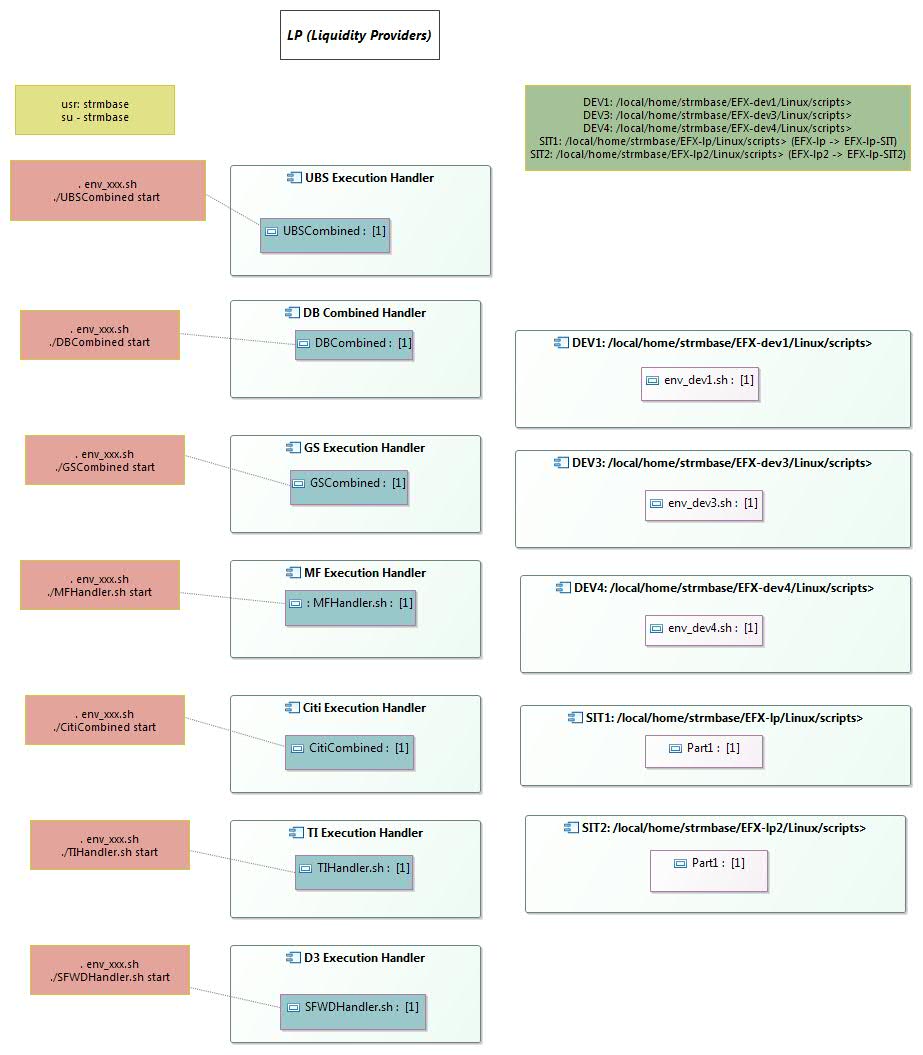 LP (Liquidity Providers)
usr: strmbase
su - strmbase
DEV1: /local/home/strmbase/EFX-dev1/Linux/scripts>
DEV3: /local/home/strmbase/EFX-dev3/Linux/scripts>
DEV4: /local/home/strmbase/EFX-dev4/Linux/scripts>
SIT1: /local/home/strmbase/EFX-lp/Linux/scripts> (EFX-lp -> EFX-lp-SIT)
SIT2: /local/home/strmbase/EFX-lp2/Linux/scripts> (EFX-lp2 -> EFX-lp-SIT2)
. env_xxx.sh
./UBSCombined start
UBS Execution Handler
UBSCombined : [1]
. env_xxx.sh
./DBCombined start
DB Combined Handler
DBCombined : [1]
. env_xxx.sh
./GSCombined start
GS Execution Handler
GSCombined : [1]
. env_xxx.sh
./MFHandler.sh start
MF Execution Handler
: MFHandler.sh : [1]
. env_xxx.sh
./CitiCombined start
Citi Execution Handler
CitiCombined : [1]
. env_xxx.sh
./TIHandler.sh start
TI Execution Handler
TIHandler.sh : [1]
. env_xxx.sh
./SFWDHandler.sh start
D3 Execution Handler
SFWDHandler.sh : [1]
DEV1: /local/home/strmbase/EFX-dev1/Linux/scripts>
env_dev1.sh : [1]
DEV3: /local/home/strmbase/EFX-dev3/Linux/scripts>
env_dev3.sh : [1]
DEV4: /local/home/strmbase/EFX-dev4/Linux/scripts>
env_dev4.sh : [1]
SIT1: /local/home/strmbase/EFX-lp/Linux/scripts>
Part1 : [1]
SIT2: /local/home/strmbase/EFX-lp2/Linux/scripts>
Part1 : [1]